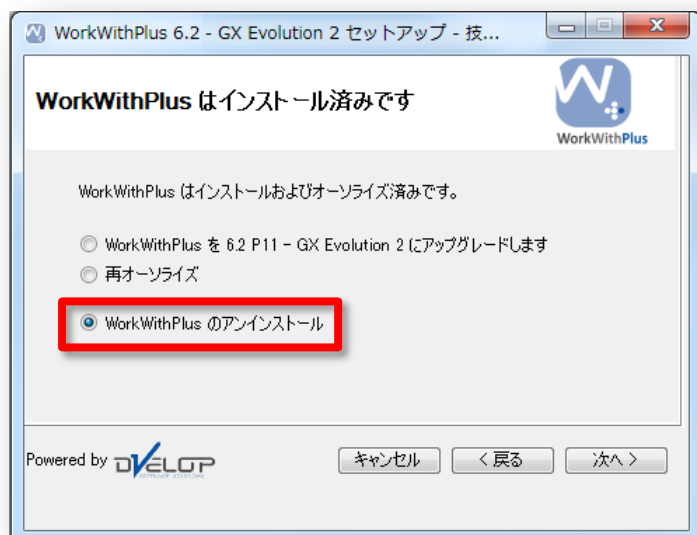 WorkWithPlus 6.2 - GX Evolution 2 セットアップ - 技...
WorkWithPlus はインストール済みです
WorkWithPlus
WorkWithPlus はインストールおよびオーソライズ済みです。
WorkWithPlus を 6.2 P11 - GX Evolution 2 にアップグレードします
再オーソライズ
WorkWithPlus のアンインストール
Powered by DVELOP
キャンセル
< 戻る
次へ >